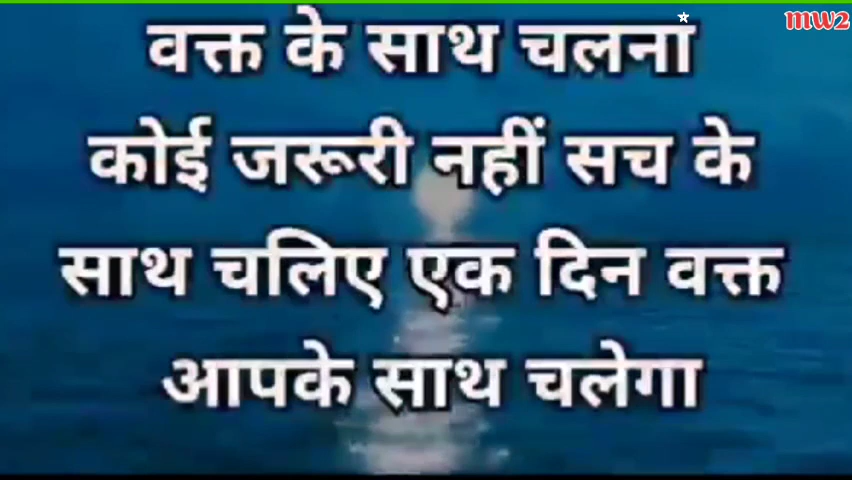 mw2
वक्त के साथ चलना
कोई जरूरी नहीं सच के
साथ चलिए एक दिन वक्त
आपके साथ चलेगा